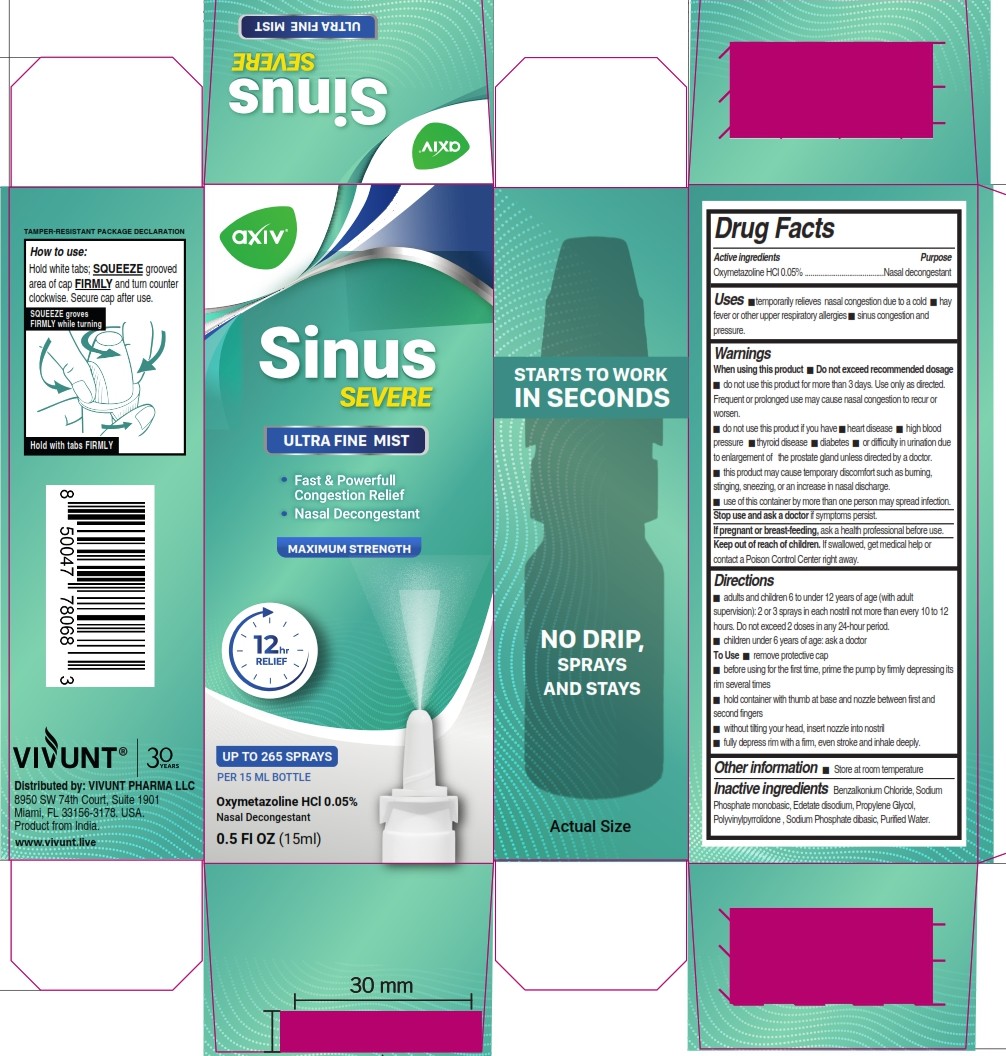 ULTRA FINE MIST
SEVERE
Sinus
axiv
TAMPER-RESISTANT PACKAGE DECLARATION
How to use:
Hold white tabs; SQUEEZE grooved
area of cap FIRMLY and turn counter
clockwise. Secure cap after use.
SQUEEZE groves
FIRMLY while turning
Hold with tabs FIRMLY
8 50047 78068 3
VIVUNT® 30 YEARS
Distributed by: VIVUNT PHARMA LLC
8950 SW 74th Court, Suite 1901
Miami, FL 33156-3178. USA.
Product from India.
www.vivunt.live
axiv
Sinus
SEVERE
ULTRA FINE MIST
• Fast & Powerfull
Congestion Relief
• Nasal Decongestant
MAXIMUM STRENGTH
12hr
RELIEF
UP TO 265 SPRAYS
PER 15 ML BOTTLE
Oxymetazoline HCl 0.05%
Nasal Decongestant
0.5 Fl OZ (15ml)
30 mm
STARTS TO WORK
IN SECONDS
NO DRIP,
SPRAYS
AND STAYS
Actual Size
Drug Facts
Active ingredients Purpose
Oxymetazoline HCl 0.05% ........................................Nasal decongestant
Uses ■ temporarily relieves nasal congestion due to a cold ■ hay
fever or other upper respiratory allergies ■ sinus congestion and
pressure.
Warnings
When using this product ■ Do not exceed recommended dosage
■ do not use this product for more than 3 days. Use only as directed.
Frequent or prolonged use may cause nasal congestion to recur or
worsen.
■ do not use this product if you have ■ heart disease ■ high blood
pressure ■ thyroid disease ■ diabetes ■ or difficulty in urination due
to enlargement of the prostate gland unless directed by a doctor.
■ this product may cause temporary discomfort such as burning,
stinging, sneezing, or an increase in nasal discharge.
■ use of this container by more than one person may spread infection.
Stop use and ask a doctor if symptoms persist.
If pregnant or breast-feeding, ask a health professional before use.
Keep out of reach of children. If swallowed, get medical help or
contact a Poison Control Center right away.
Directions
■ adults and children 6 to under 12 years of age (with adult
supervision): 2 or 3 sprays in each nostril not more than every 10 to 12
hours. Do not exceed 2 doses in any 24-hour period.
■ children under 6 years of age: ask a doctor
To Use ■ remove protective cap
■ before using for the first time, prime the pump by firmly depressing its
rim several times
■ hold container with thumb at base and nozzle between first and
second fingers
■ without tilting your head, insert nozzle into nostril
■ fully depress rim with a firm, even stroke and inhale deeply.
Other information ■ Store at room temperature
Inactive ingredients Benzalkonium Chloride, Sodium
Phosphate monobasic, Edetate disodium, Propylene Glycol,
Polyvinylpyrrolidone , Sodium Phosphate dibasic, Purified Water.